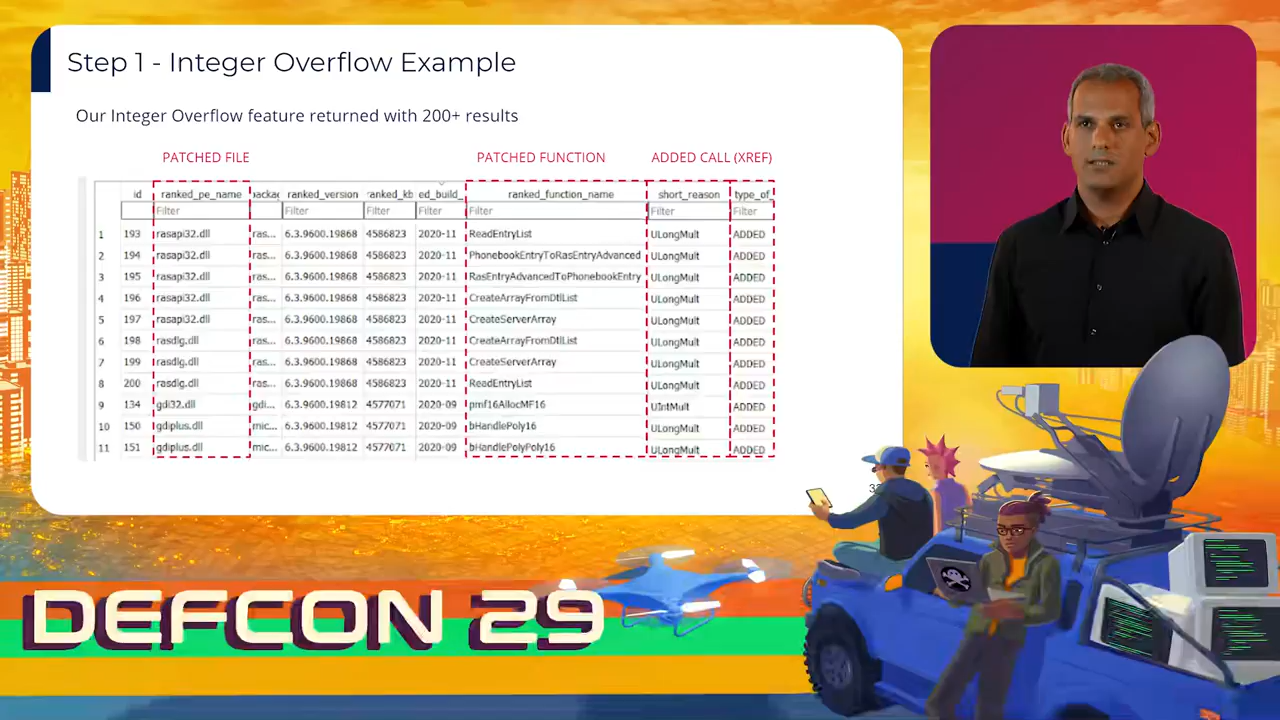 Step 1 - Integer Overflow Example
Our Integer Overflow feature returned with 200+ results
PATCHED FILE PATCHED FUNCTION ADDED CALL (XREF)
id ranked_pe_name packag ranked_version ranked_kb ed_build_ ranked_function_name short_reason type_of_
Filter Filter Filter Filter Filter Filter Filter
1 193 rasapi32.dll ras... 6.3.9600.19868 4586823 2020-11 ReadEntryList ULongMult ADDED
2 194 rasapi32.dll ras... 6.3.9600.19868 4586823 2020-11 PhonebookEntryToRasEntryAdvanced ULongMult ADDED
3 195 rasapi32.dll ras... 6.3.9600.19868 4586823 2020-11 RasEntryAdvancedToPhonebookEntry ULongMult ADDED
4 196 rasapi32.dll ras... 6.3.9600.19868 4586823 2020-11 CreateArrayFromDtlList ULongMult ADDED
5 197 rasapi32.dll ras... 6.3.9600.19868 4586823 2020-11 CreateServerArray ULongMult ADDED
6 198 rasdlg.dll ras... 6.3.9600.19868 4586823 2020-11 CreateArrayFromDtlList ULongMult ADDED
7 199 rasdlg.dll ras... 6.3.9600.19868 4586823 2020-11 CreateServerArray ULongMult ADDED
8 200 rasdlg.dll ras... 6.3.9600.19868 4586823 2020-11 ReadEntryList ULongMult ADDED
9 134 gdi32.dll gdi... 6.3.9600.19812 4577071 2020-09 pmf16AllocMF16 UIntMult ADDED
10 150 gdiplus.dll mic... 6.3.9600.19812 4577071 2020-09 bHandlePoly16 ULongMult ADDED
11 151 gdiplus.dll mic... 6.3.9600.19812 4577071 2020-09 bHandlePolyPoly16 ULongMult ADDED
DEFCON 29